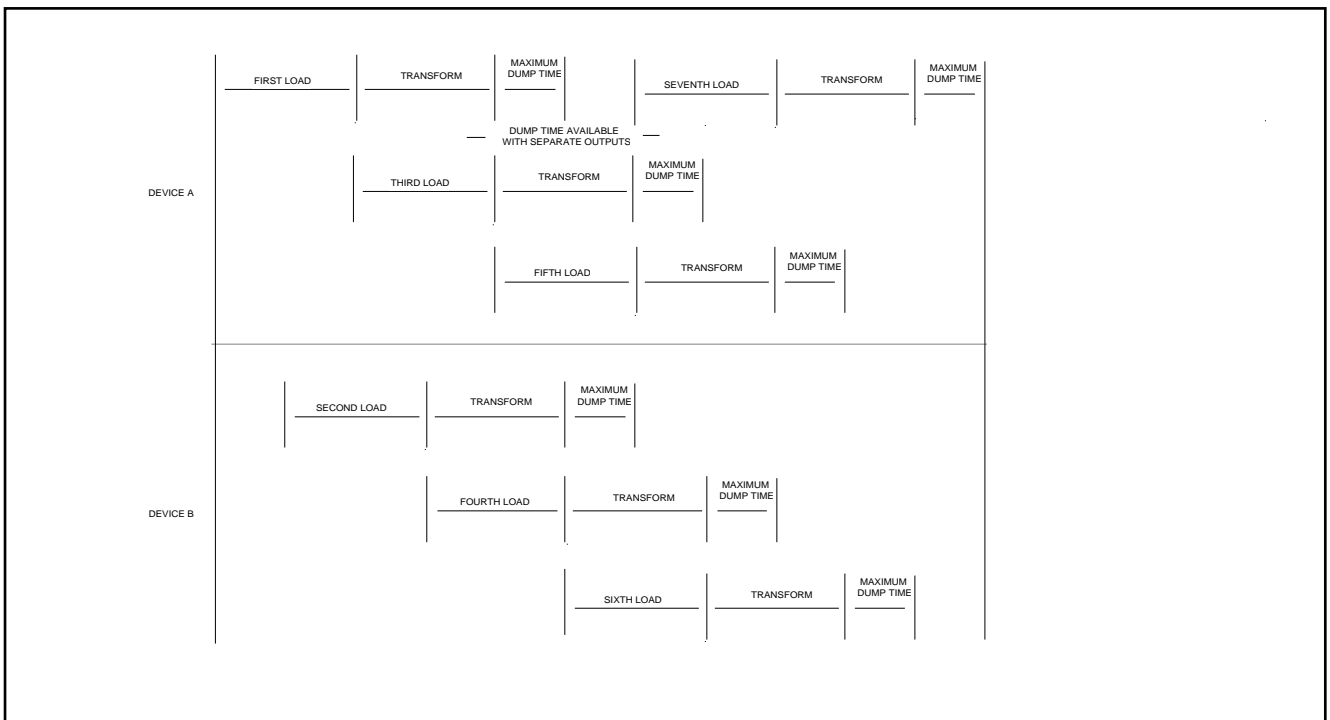 FIRST LOAD
TRANSFORM
MAXIMUM
DUMP TIME
SEVENTH LOAD
TRANSFORM
MAXIMUM
DUMP TIME
DUMP TIME AVAILABLE
WITH SEPARATE OUTPUTS
DEVICE A
THIRD LOAD
TRANSFORM
MAXIMUM
DUMP TIME
FIFTH LOAD
TRANSFORM
MAXIMUM
DUMP TIME
SECOND LOAD
TRANSFORM
MAXIMUM
DUMP TIME
DEVICE B
FOURTH LOAD
TRANSFORM
MAXIMUM
DUMP TIME
SIXTH LOAD
TRANSFORM
MAXIMUM
DUMP TIME